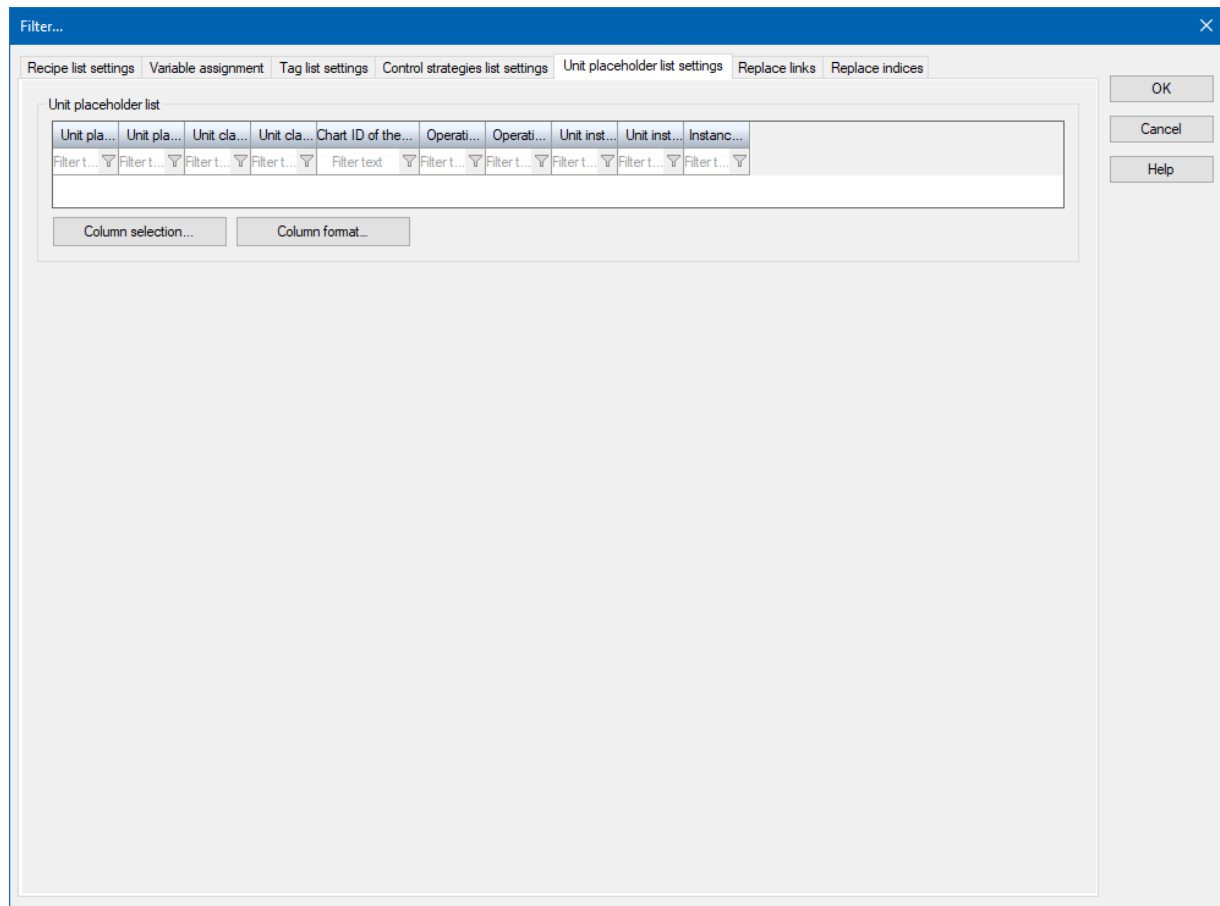 Filter...
Recipe list settings Variable assignment Tag list settings Control strategies list settings Unit placeholder list settings Replace links Replace indices
OK
Unit placeholder list
Cancel
Unit pla... Unit pla... Unit cla... Unit cla... Chart ID of the... Operati... Operati... Unit inst... Unit inst... Instanc...
Filter t... Filter t... Filter t... Filter t... Filter text Filter t... Filter t... Filter t... Filter t... Filter t...
Help
Column selection... Column format...